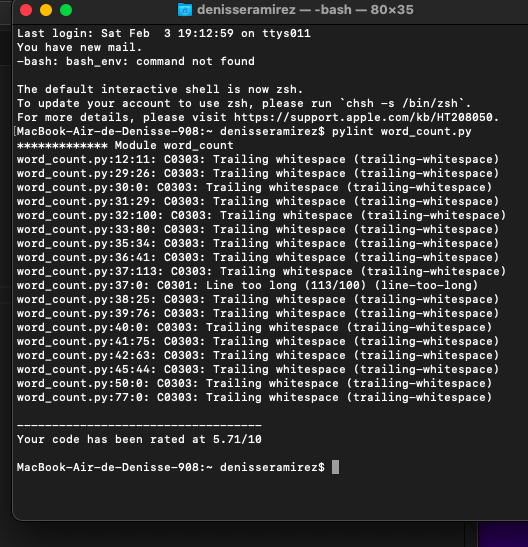 denisseramirez — -bash — 80×35
Last login: Sat Feb  3 19:12:59 on ttys011
You have new mail.
-bash: bash_env: command not found

The default interactive shell is now zsh.
To update your account to use zsh, please run `chsh -s /bin/zsh`.
For more details, please visit https://support.apple.com/kb/HT208050.
[MacBook-Air-de-Denisse-908:~ denisseramirez$ pylint word_count.py
************* Module word_count
word_count.py:12:11: C0303: Trailing whitespace (trailing-whitespace)
word_count.py:29:26: C0303: Trailing whitespace (trailing-whitespace)
word_count.py:30:0: C0303: Trailing whitespace (trailing-whitespace)
word_count.py:31:29: C0303: Trailing whitespace (trailing-whitespace)
word_count.py:32:100: C0303: Trailing whitespace (trailing-whitespace)
word_count.py:33:80: C0303: Trailing whitespace (trailing-whitespace)
word_count.py:35:34: C0303: Trailing whitespace (trailing-whitespace)
word_count.py:36:41: C0303: Trailing whitespace (trailing-whitespace)
word_count.py:37:113: C0303: Trailing whitespace (trailing-whitespace)
word_count.py:37:0: C0301: Line too long (113/100) (line-too-long)
word_count.py:38:25: C0303: Trailing whitespace (trailing-whitespace)
word_count.py:39:76: C0303: Trailing whitespace (trailing-whitespace)
word_count.py:40:0: C0303: Trailing whitespace (trailing-whitespace)
word_count.py:41:75: C0303: Trailing whitespace (trailing-whitespace)
word_count.py:42:63: C0303: Trailing whitespace (trailing-whitespace)
word_count.py:45:44: C0303: Trailing whitespace (trailing-whitespace)
word_count.py:50:0: C0303: Trailing whitespace (trailing-whitespace)
word_count.py:77:0: C0303: Trailing whitespace (trailing-whitespace)

-----------------------------------
Your code has been rated at 5.71/10

MacBook-Air-de-Denisse-908:~ denisseramirez$